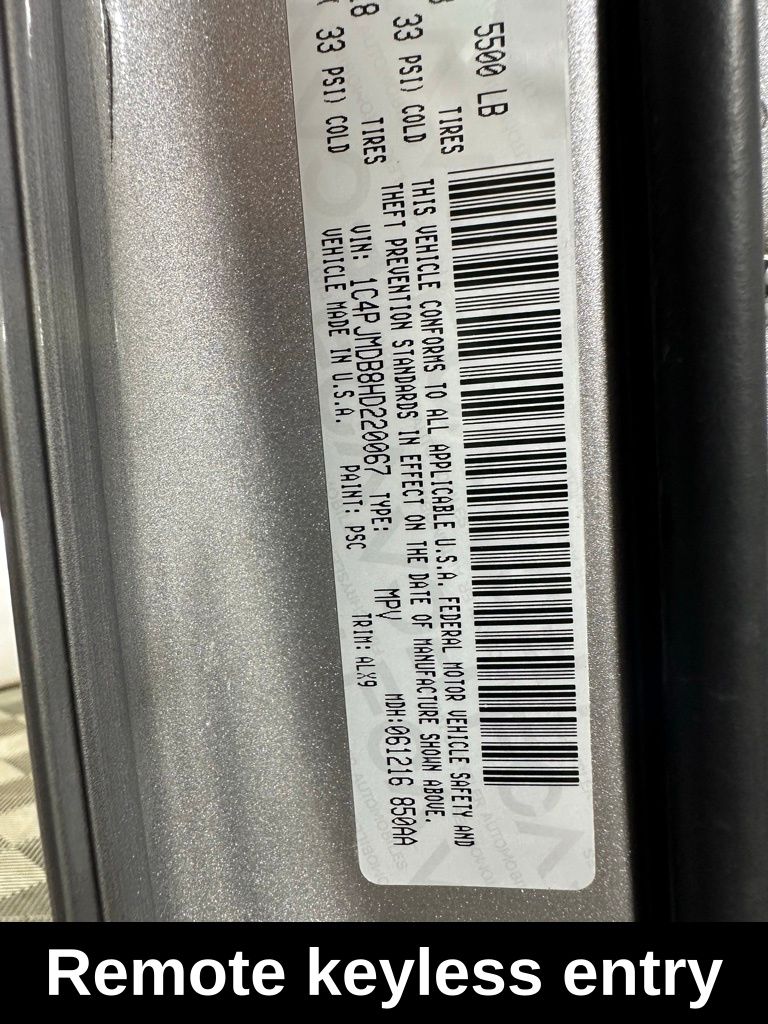 5500 LB
TIRES
33 PSI) COLD
TIRES
33 PSI) COLD
THIS VEHICLE CONFORMS TO ALL APPLICABLE U.S.A. FEDERAL MOTOR VEHICLE SAFETY AND
THEFT PREVENTION STANDARDS IN EFFECT ON THE DATE OF MANUFACTURE SHOWN ABOVE.
VIN: 1C4PJMDB8HD220067 TYPE: MPV MDH:061216 850AA
VEHICLE MADE IN U.S.A. PAINT: PSC TRIM:ALX9
Remote keyless entry